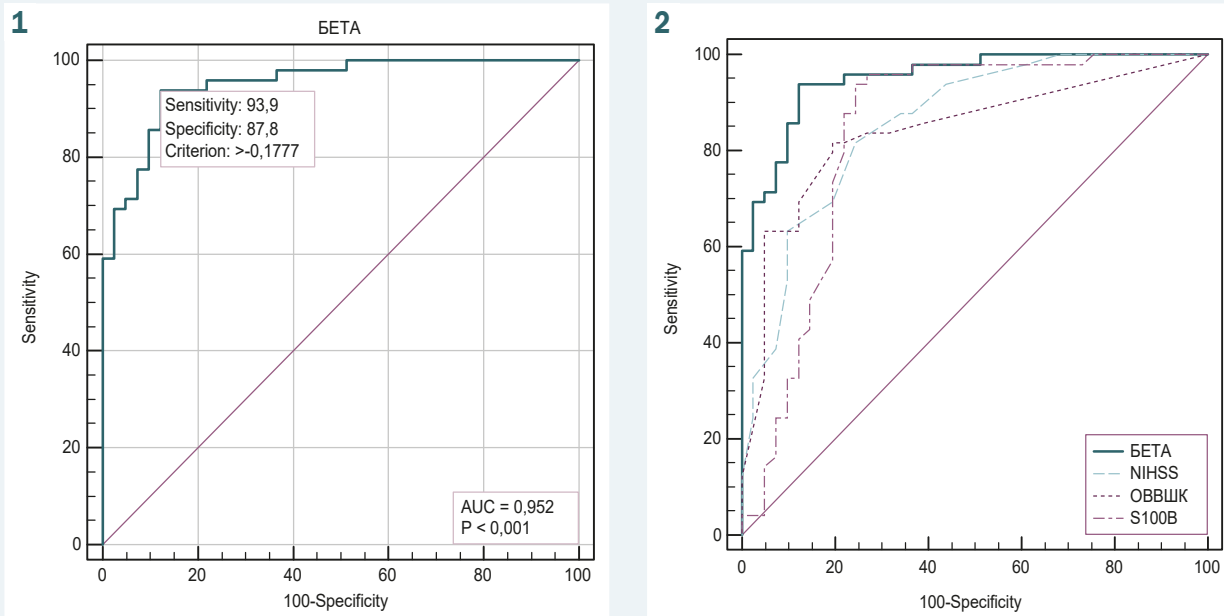 1
БЕТА
100
80
60
40
20
0
Sensitivity
Sensitivity: 93,9
Specificity: 87,8
Criterion: >-0,1777
AUC = 0,952
P < 0,001
0 20 40 60 80 100
100-Specificity
2
100
80
60
40
20
0
Sensitivity
БЕТА
NIHSS
ОВВШК
S100B
0 20 40 60 80 100
100-Specificity